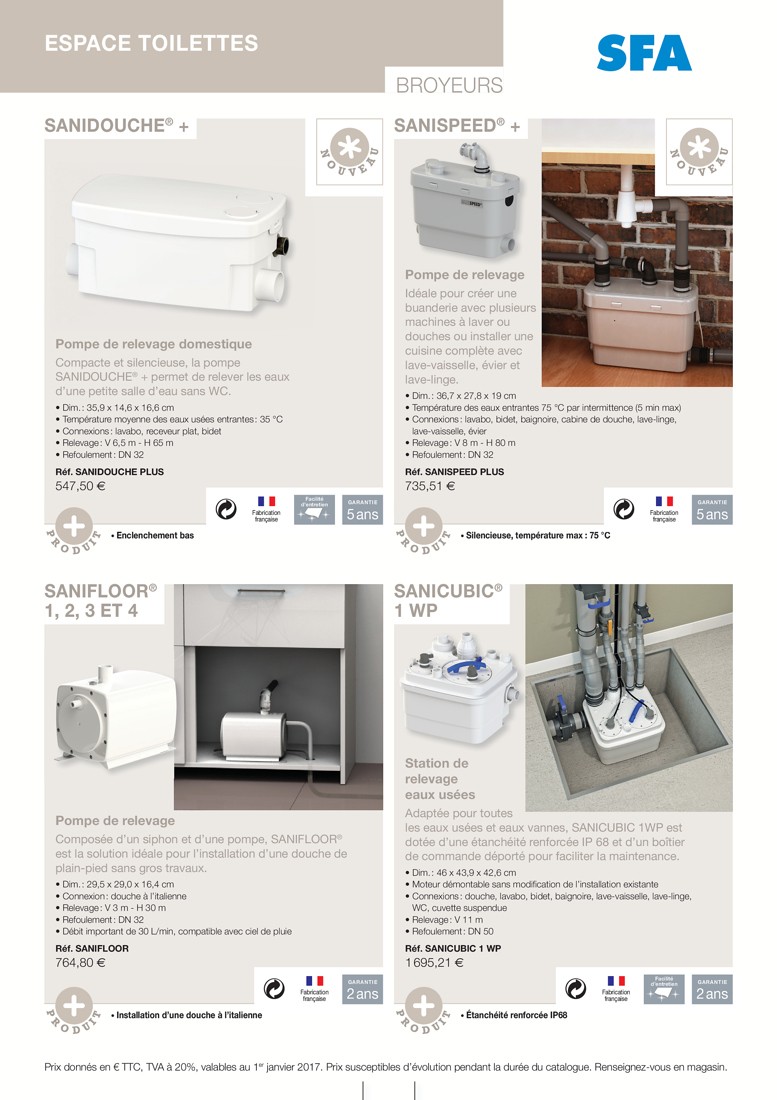 ESPACE TOILETTES
SFA
BROYEURS
SANIDOUCHE® +
NOUVEAU
Pompe de relevage domestique
Compacte et silencieuse, la pompe
SANIDOUCHE® + permet de relever les eaux
d'une petite salle d'eau sans WC.
• Dim.: 35,9 x 14,6 x 16,6 cm
• Température moyenne des eaux usées entrantes: 35 °C
• Connexions: lavabo, receveur plat, bidet
• Relevage: V 6,5 m - H 65 m
• Refoulement: DN 32
Réf. SANIDOUCHE PLUS
547,50 €
Fabrication
française
Facilité
d'entretien
GARANTIE
5 ans
PRODUIT
• Enclenchement bas
SANISPEED® +
NOUVEAU
Pompe de relevage
Idéale pour créer une
buanderie avec plusieurs
machines à laver ou
douches ou installer une
cuisine complète avec
lave-vaisselle, évier et
lave-linge.
• Dim.: 36,7 x 27,8 x 19 cm
• Température des eaux entrantes 75 °C par intermittence (5 min max)
• Connexions: lavabo, bidet, baignoire, cabine de douche, lave-linge,
lave-vaisselle, évier
• Relevage: V 8 m - H 80 m
• Refoulement: DN 32
Réf. SANISPEED PLUS
735,51 €
Fabrication
française
GARANTIE
5 ans
PRODUIT
• Silencieuse, température max : 75 °C
SANIFLOOR®
1, 2, 3 ET 4
Pompe de relevage
Composée d'un siphon et d'une pompe, SANIFLOOR®
est la solution idéale pour l'installation d'une douche de
plain-pied sans gros travaux.
• Dim.: 29,5 x 29,0 x 16,4 cm
• Connexion: douche à l'italienne
• Relevage: V 3 m - H 30 m
• Refoulement: DN 32
• Débit important de 30 L/min, compatible avec ciel de pluie
Réf. SANIFLOOR
764,80 €
Fabrication
française
GARANTIE
2 ans
PRODUIT
• Installation d'une douche à l'italienne
SANICUBIC®
1 WP
Station de
relevage
eaux usées
Adaptée pour toutes
les eaux usées et eaux vannes, SANICUBIC 1WP est
dotée d'une étanchéité renforcée IP 68 et d'un boîtier
de commande déporté pour faciliter la maintenance.
• Dim.: 46 x 43,9 x 42,6 cm
• Moteur démontable sans modification de l'installation existante
• Connexions: douche, lavabo, bidet, baignoire, lave-vaisselle, lave-linge,
WC, cuvette suspendue
• Relevage: V 11 m
• Refoulement: DN 50
Réf. SANICUBIC 1 WP
1 695,21 €
Fabrication
française
Facilité
d'entretien
GARANTIE
2 ans
PRODUIT
• Étanchéité renforcée IP68
Prix donnés en € TTC, TVA à 20%, valables au 1er janvier 2017. Prix susceptibles d'évolution pendant la durée du catalogue. Renseignez-vous en magasin.